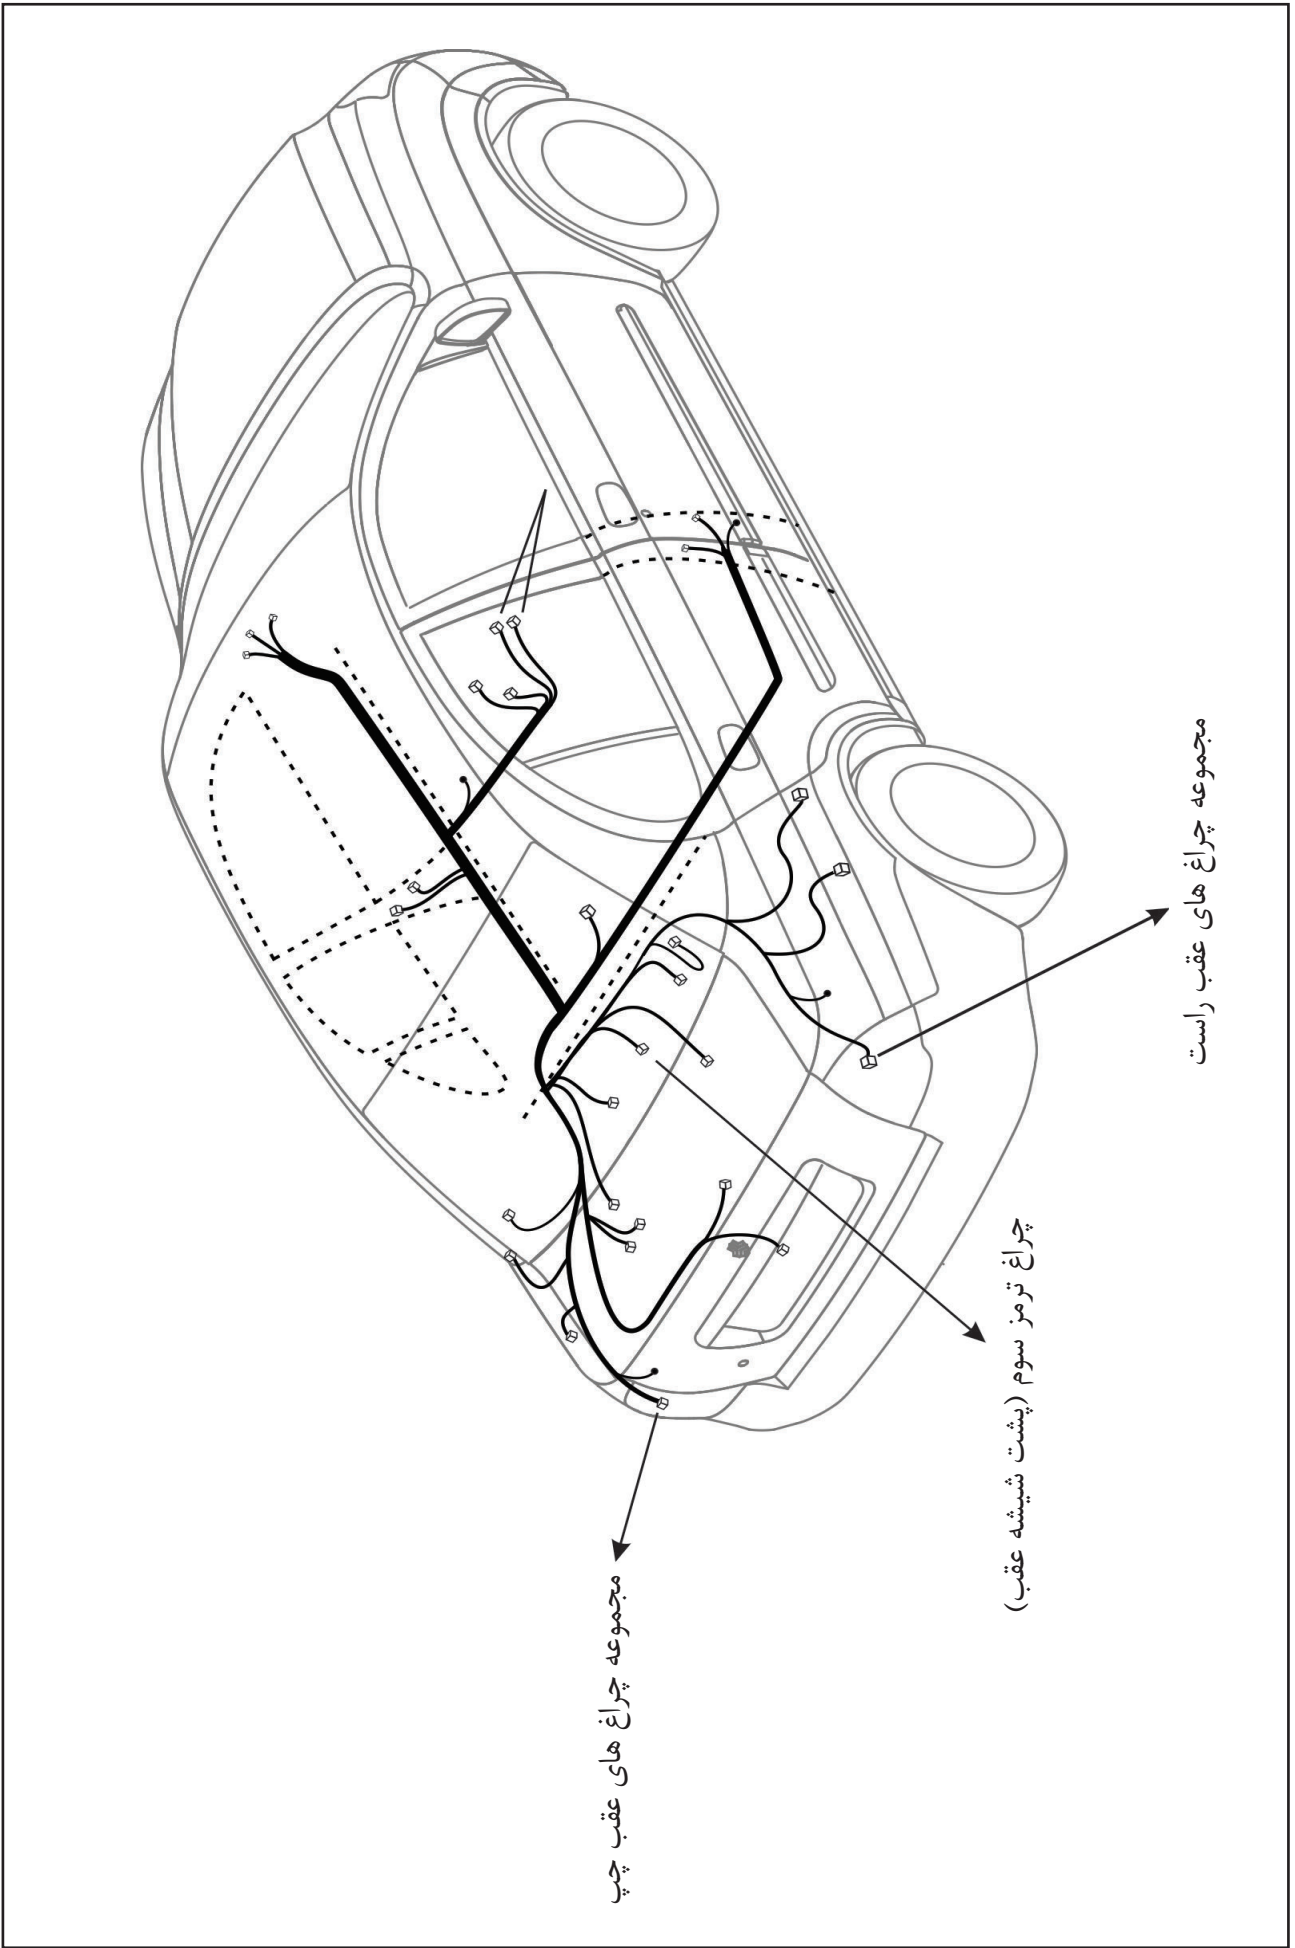 مجموعه چراغ های عقب چپ
چراغ ترمز سوم (پشت شیشه عقب)
مجموعه چراغ های عقب راست